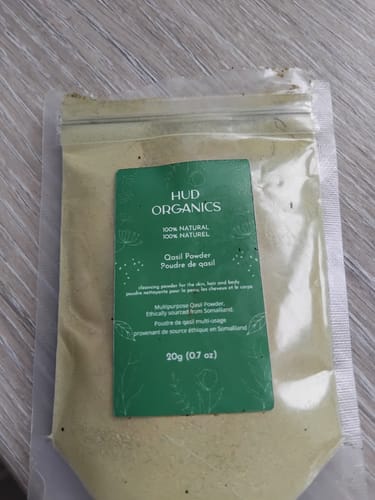 HUD
ORGANICS
100% NATURAL
100% NATUREL
Qasil Powder
Poudre de qasil
cleansing powder for the skin, hair and body
poudre nettoyante pour la peau, les cheveux et le corps
Multipurpose Qasil Powder,
Ethically sourced from Somaliland.
Poudre de qasil multi-usage
provenant de source éthique en Somaliland
20g (0.7 oz)